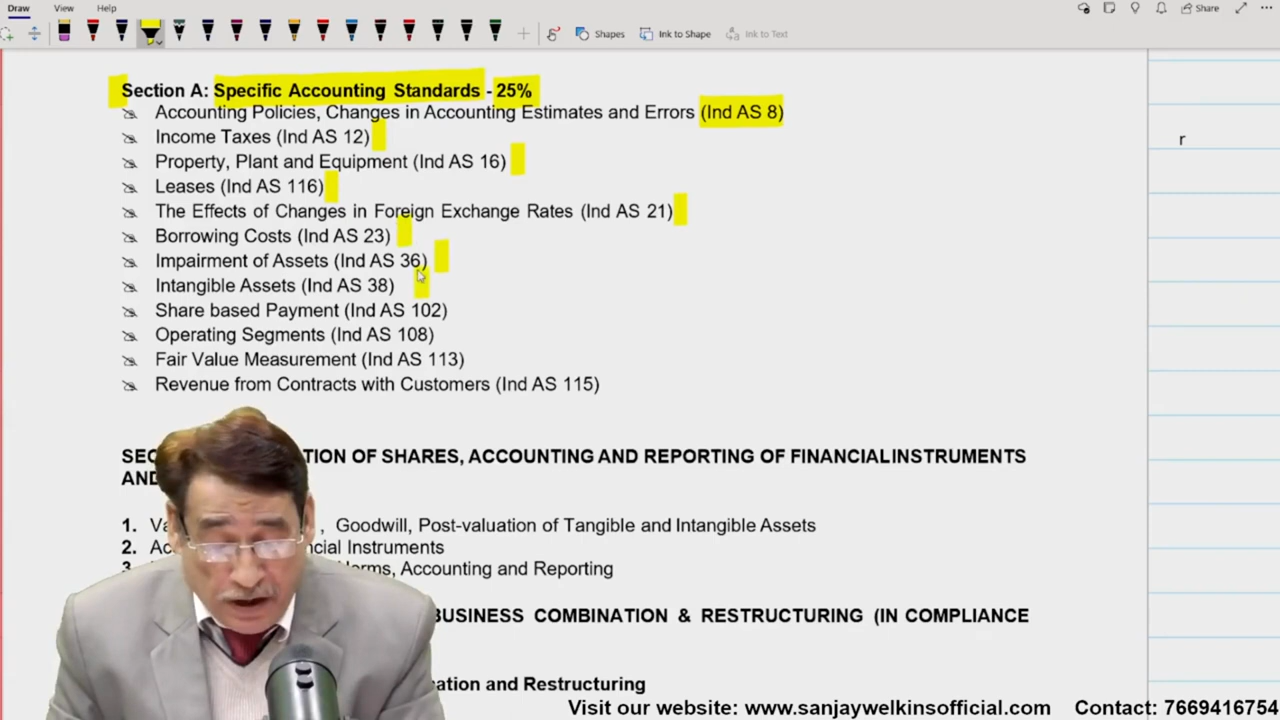 Draw View Help
Share
Shapes Ink to Shape Ink to Text
Section A: Specific Accounting Standards - 25%
Accounting Policies, Changes in Accounting Estimates and Errors (Ind AS 8)
Income Taxes (Ind AS 12)
Property, Plant and Equipment (Ind AS 16)
Leases (Ind AS 116)
The Effects of Changes in Foreign Exchange Rates (Ind AS 21)
Borrowing Costs (Ind AS 23)
Impairment of Assets (Ind AS 36)
Intangible Assets (Ind AS 38)
Share based Payment (Ind AS 102)
Operating Segments (Ind AS 108)
Fair Value Measurement (Ind AS 113)
Revenue from Contracts with Customers (Ind AS 115)
r
OF SHARES, ACCOUNTING AND REPORTING OF FINANCIALINSTRUMENTS
1. , Goodwill, Post-valuation of Tangible and Intangible Assets
2. Instruments
3. Norms, Accounting and Reporting
BUSINESS COMBINATION & RESTRUCTURING (IN COMPLIANCE
and Restructuring
Visit our website: www.sanjaywelkinsofficial.com Contact: 7669416754